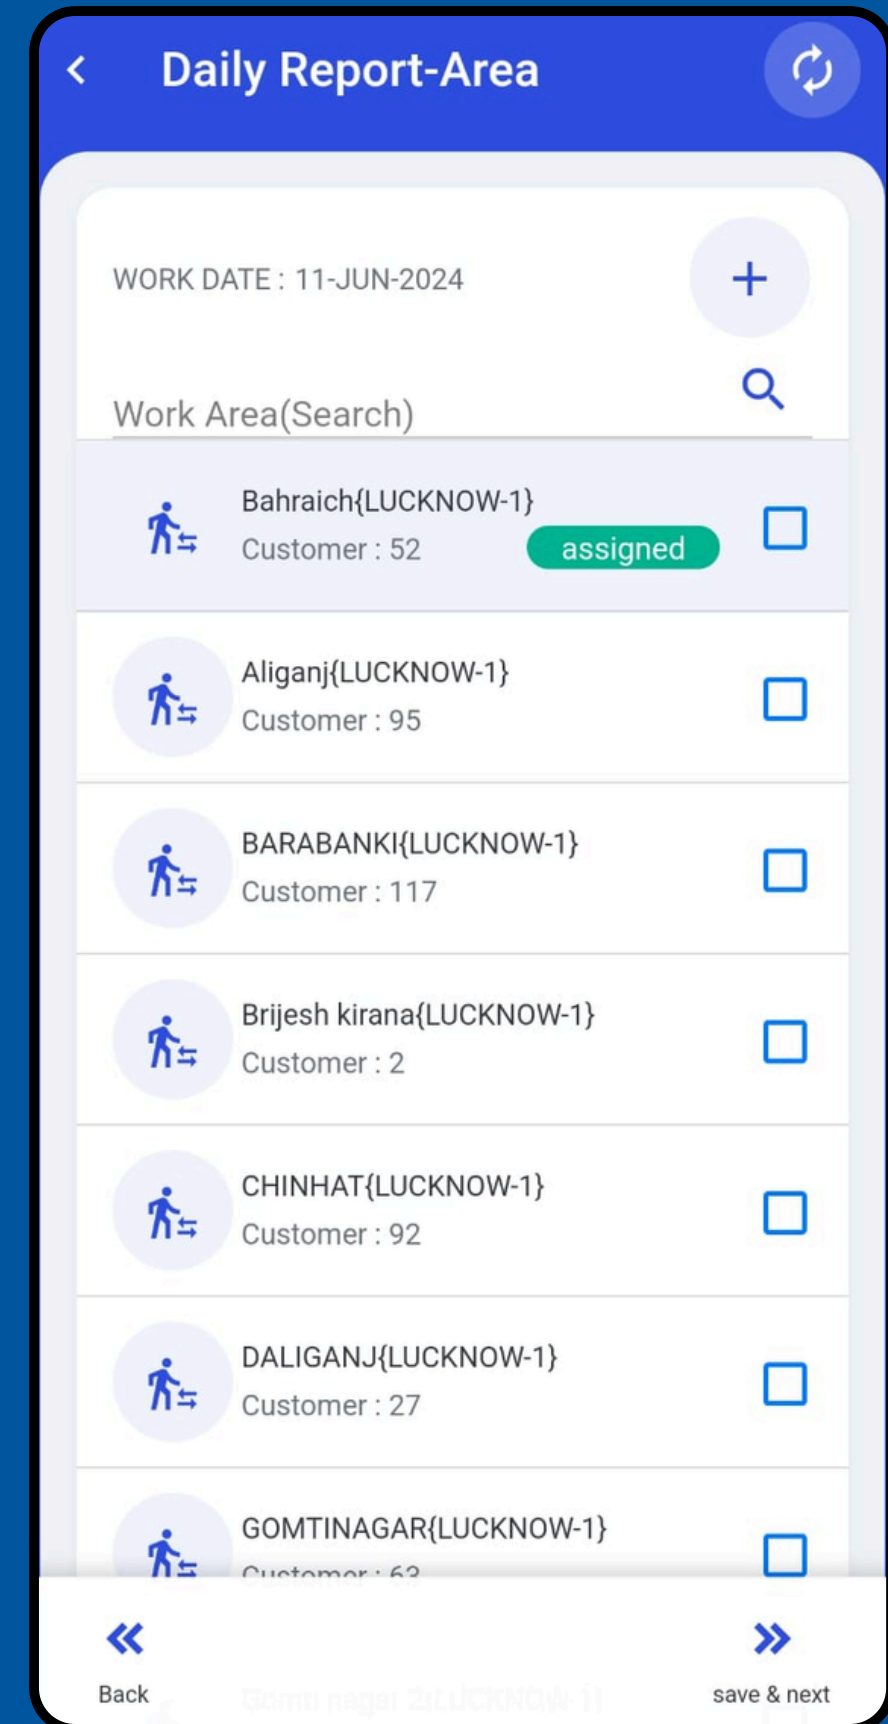 Daily Report-Area
WORK DATE : 11-JUN-2024
Work Area(Search)
Bahraich{LUCKNOW-1}
Customer : 52
assigned
Aliganj{LUCKNOW-1}
Customer : 95
BARABANKI{LUCKNOW-1}
Customer : 117
Brijesh kirana{LUCKNOW-1}
Customer : 2
CHINHAT{LUCKNOW-1}
Customer : 92
DALIGANJ{LUCKNOW-1}
Customer : 27
GOMTINAGAR{LUCKNOW-1}
Customer : 63
Back
save & next